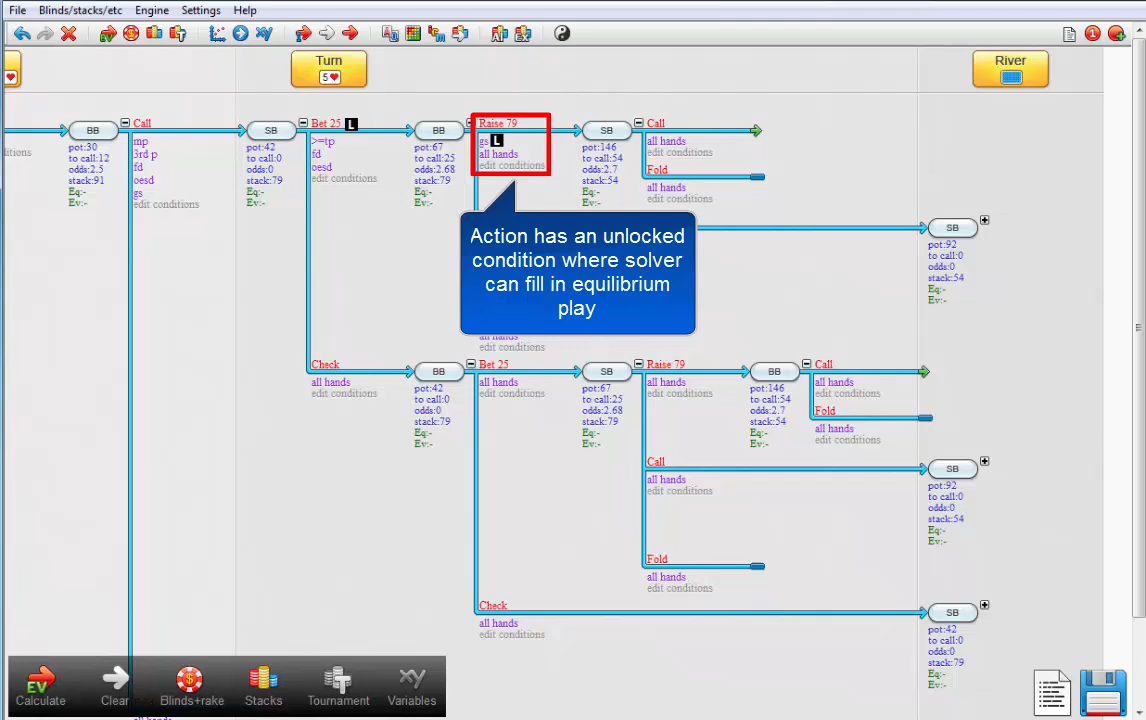 File Blinds/stacks/etc Engine Settings Help
Turn
5♥
River
BB
pot:30
to call:12
odds:2.5
stack:91
Eq:-
Ev:-
Call
mp
3rd p
fd
oesd
gs
edit conditions
SB
pot:42
to call:0
odds:0
stack:79
Eq:-
Ev:-
Bet 25 L
>=tp
fd
oesd
edit conditions
BB
pot:67
to call:25
odds:2.68
stack:79
Eq:-
Ev:-
Raise 79
gs L
all hands
edit conditions
SB
pot:146
to call:54
odds:2.7
stack:54
Eq:-
Ev:-
Call
all hands
edit conditions
Fold
all hands
edit conditions
SB
pot:92
to call:0
odds:0
stack:54
Eq:-
Ev:-
Action has an unlocked
condition where solver
can fill in equilibrium
play
all hands
edit conditions
Check
all hands
edit conditions
BB
pot:42
to call:0
odds:0
stack:79
Eq:-
Ev:-
Bet 25
all hands
edit conditions
SB
pot:67
to call:25
odds:2.68
stack:79
Eq:-
Ev:-
Raise 79
all hands
edit conditions
BB
pot:146
to call:54
odds:2.7
stack:54
Eq:-
Ev:-
Call
all hands
edit conditions
Fold
all hands
edit conditions
Call
all hands
edit conditions
SB
pot:92
to call:0
odds:0
stack:54
Eq:-
Ev:-
Fold
all hands
edit conditions
Check
all hands
edit conditions
SB
pot:42
to call:0
odds:0
stack:79
Eq:-
Ev:-
EV
Calculate Clear Blinds+rake Stacks Tournament Variables